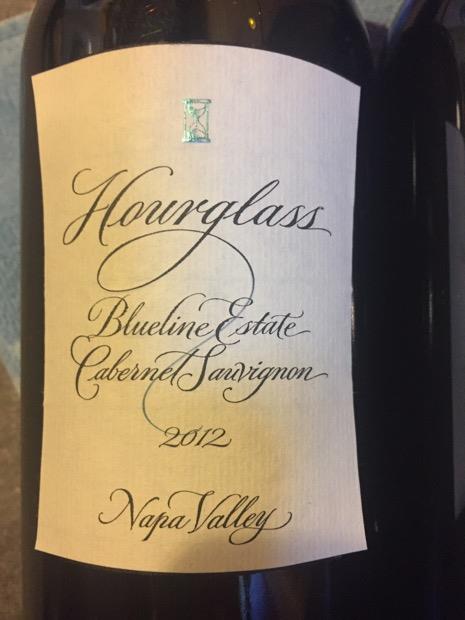 Hourglass
Blueline Estate
Cabernet Sauvignon
2012
Napa Valley